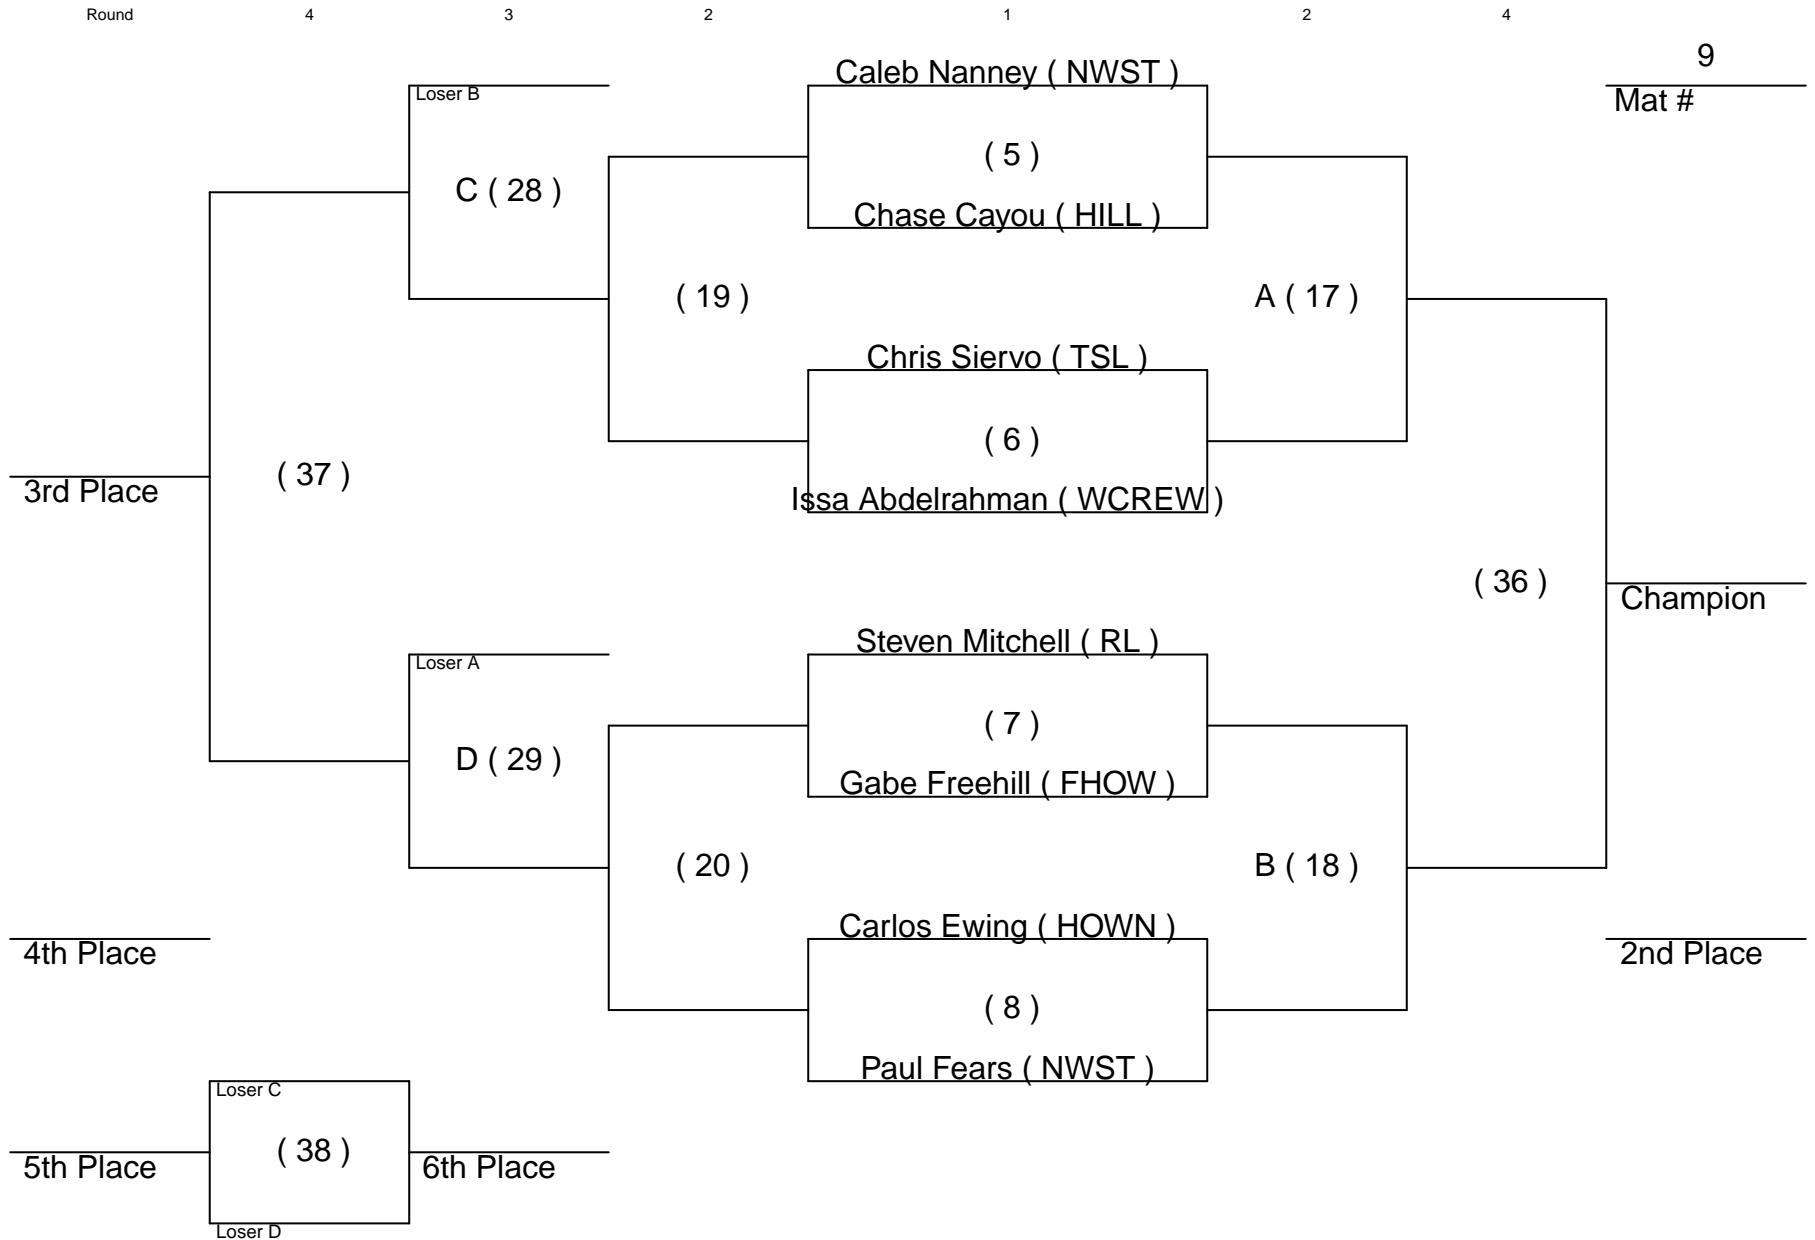 Round 4 3 2 1 2 4
9
Mat #
Caleb Nanney ( NWST )
Loser B
( 5 )
C ( 28 )
Chase Cayou ( HILL )
( 19 )
A ( 17 )
Chris Siervo ( TSL )
( 6 )
3rd Place
( 37 )
Issa Abdelrahman ( WCREW )
( 36 )
Champion
Steven Mitchell ( RL )
Loser A
( 7 )
D ( 29 )
Gabe Freehill ( FHOW )
( 20 )
B ( 18 )
Carlos Ewing ( HOWN )
4th Place
2nd Place
( 8 )
Paul Fears ( NWST )
Loser C
( 38 )
5th Place
6th Place
Loser D